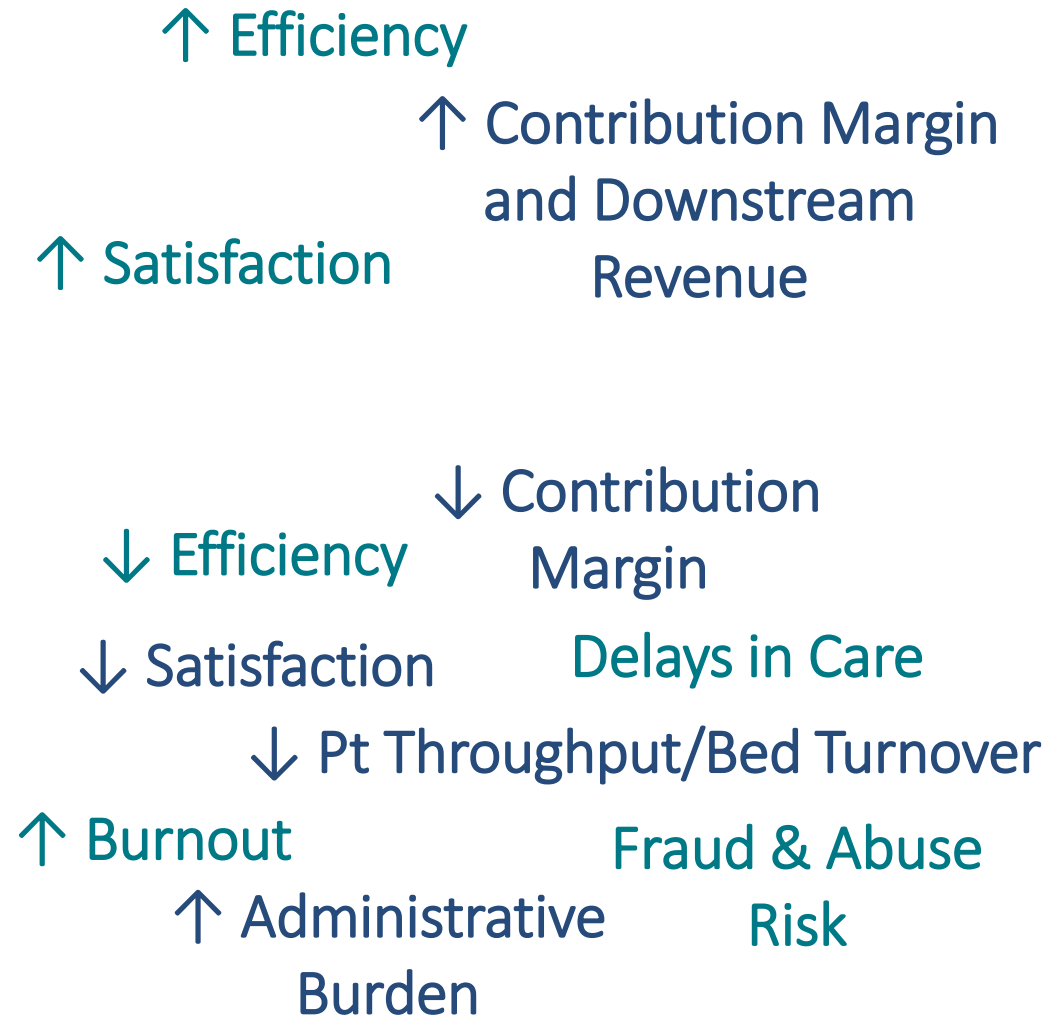 ↑ Efficiency
↑ Contribution Margin
and Downstream
Revenue
↑ Satisfaction
↓ Contribution
Margin
↓ Efficiency
↓ Satisfaction
Delays in Care
↓ Pt Throughput/Bed Turnover
↑ Burnout
Fraud & Abuse
Risk
↑ Administrative
Burden